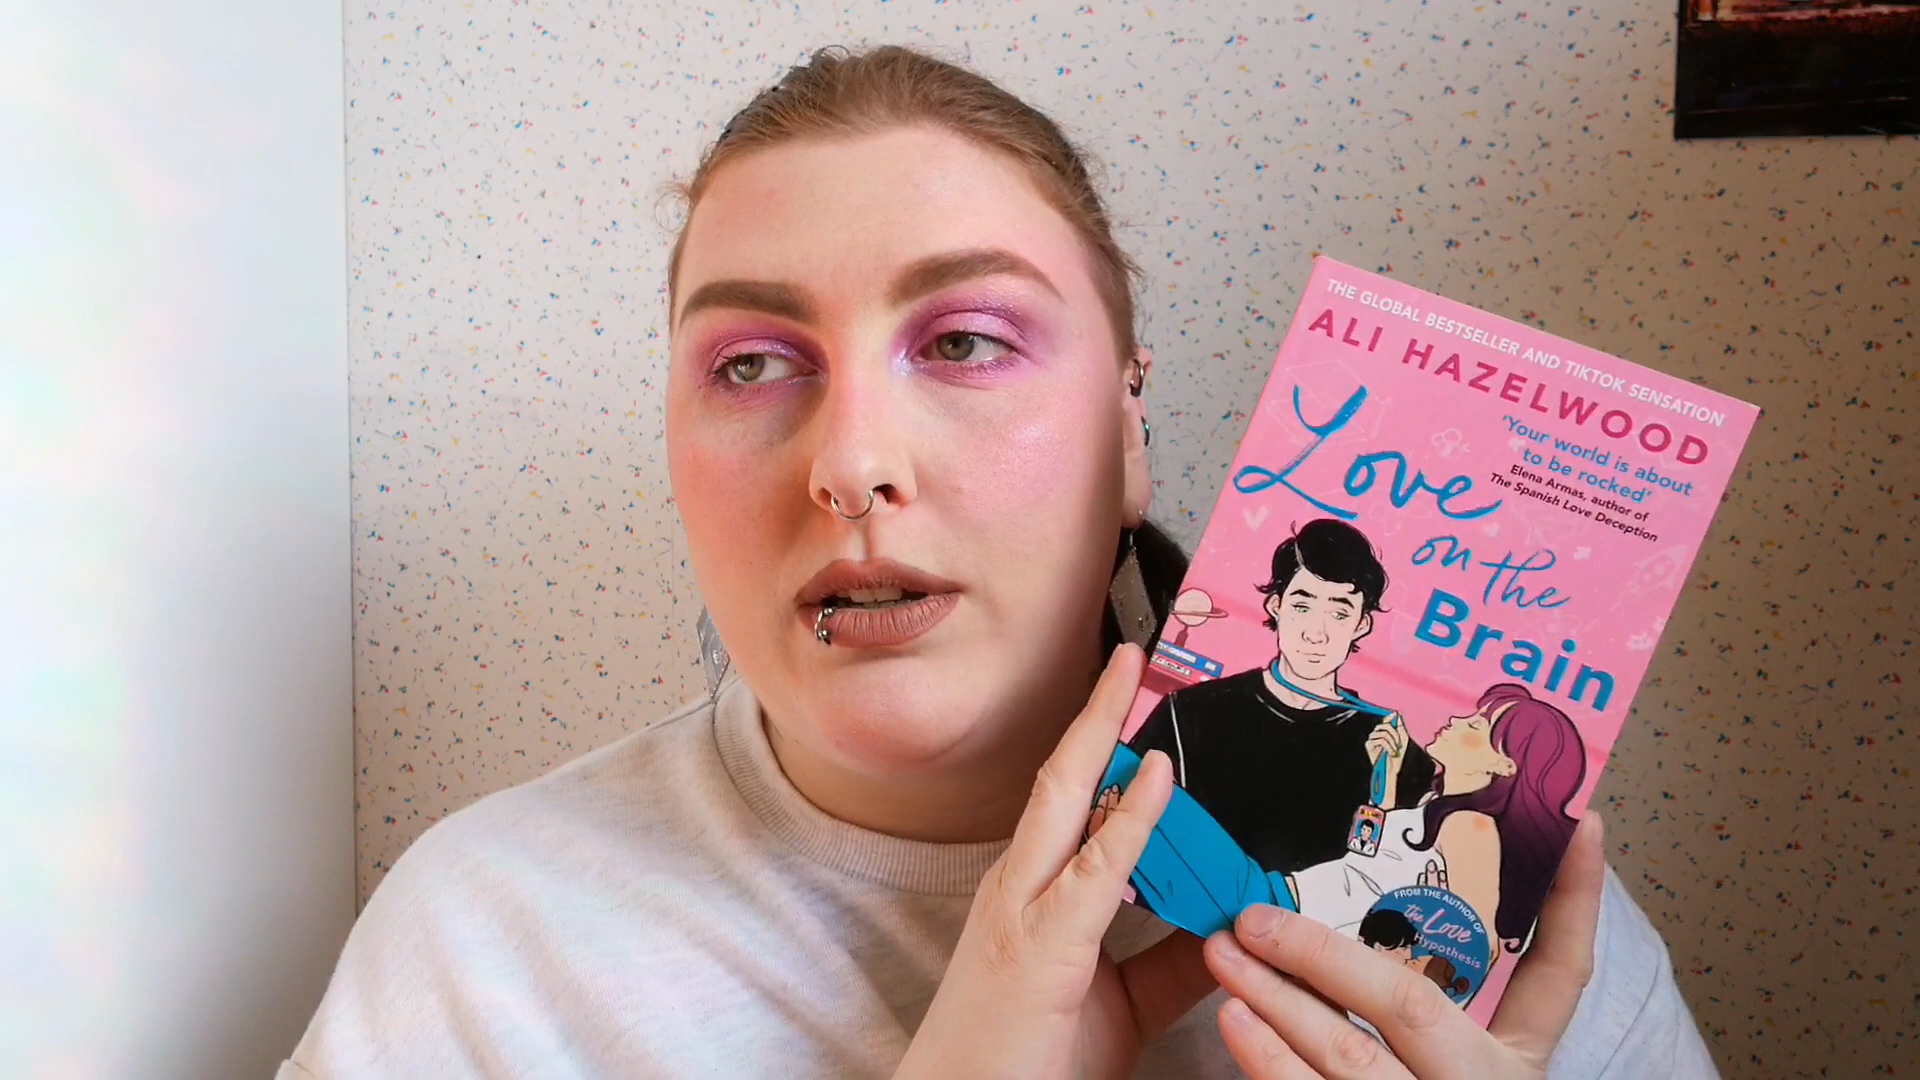 THE GLOBAL BESTSELLER AND TIKTOK SENSATION
ALI HAZELWOOD
'Your world is about
to be rocked'
Elena Armas, author of
The Spanish Love Deception
Love
on the
Brain
FROM THE AUTHOR OF
the Love
Hypothesis